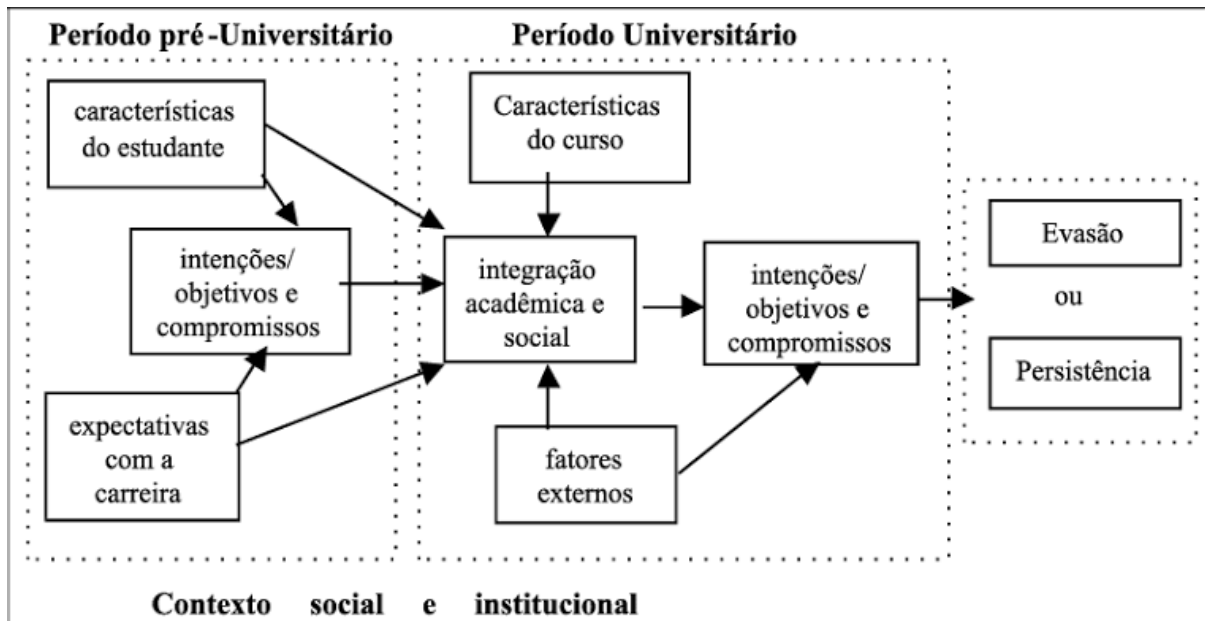 Período pré-Universitário
características
do estudante
intenções/
objetivos e
compromissos
expectativas
com a
carreira
Período Universitário
Características
do curso
integração
acadêmica e
social
fatores
externos
intenções/
objetivos e
compromissos
Evasão
ou
Persistência
Contexto social e institucional